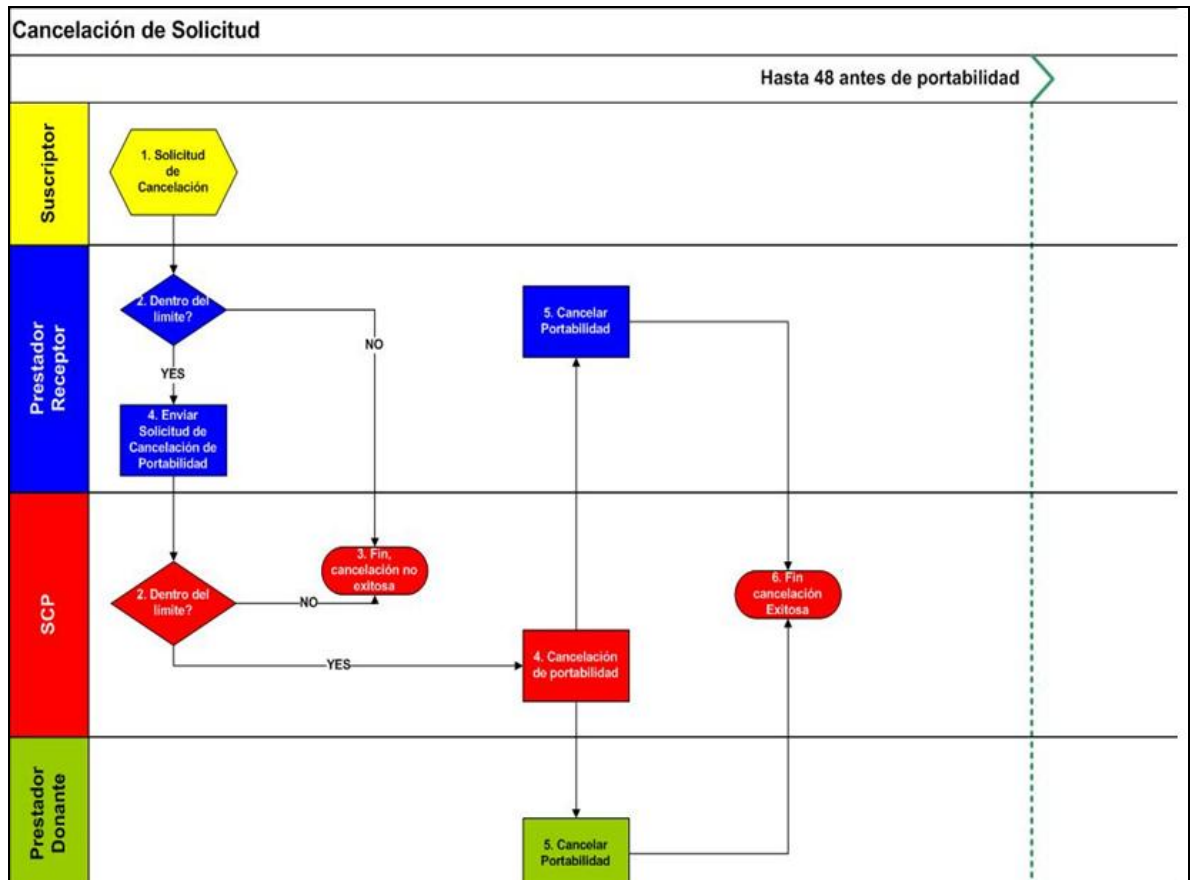 Cancelación de Solicitud
Hasta 48 antes de portabilidad
Suscriptor
1. Solicitud
de
Cancelación
Prestador
Receptor
2. Dentro del
límite?
NO
YES
4. Enviar
Solicitud de
Cancelación de
Portabilidad
5. Cancelar
Portabilidad
SCP
2. Dentro del
límite?
NO
YES
3. Fin,
cancelación no
exitosa
4. Cancelación
de portabilidad
6. Fin
cancelación
Exitosa
Prestador
Donante
5. Cancelar
Portabilidad